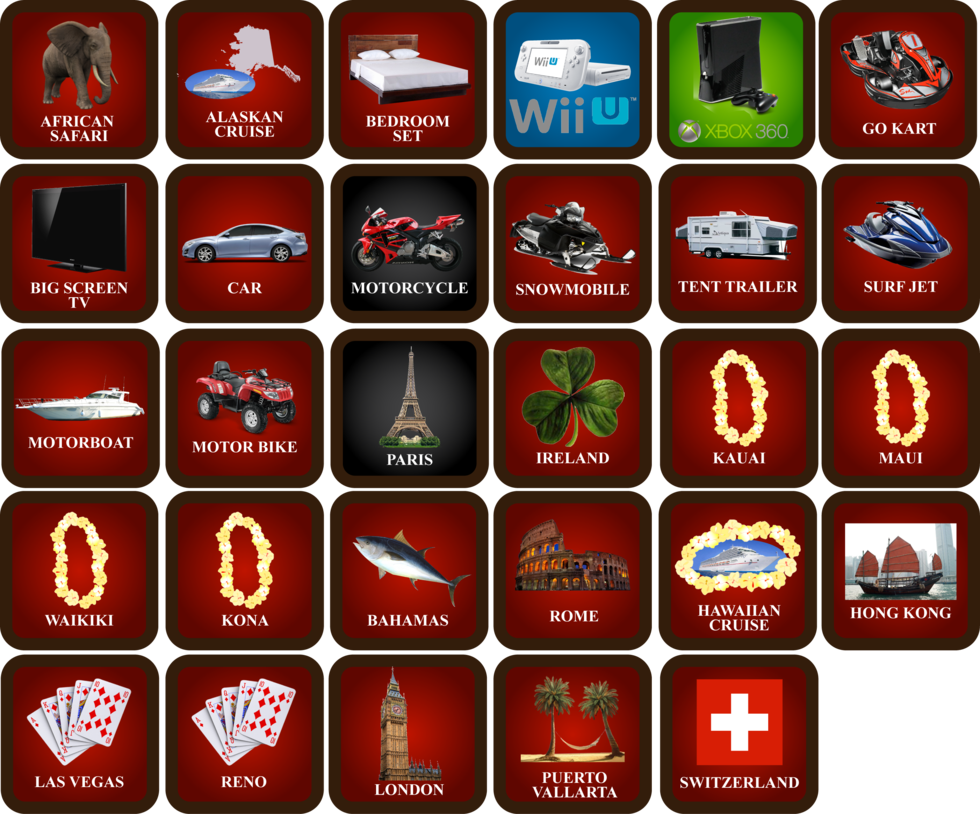 AFRICAN
SAFARI
ALASKAN
CRUISE
BEDROOM
SET
Wii U
Wii U™
XBOX 360
GO KART
BIG SCREEN
TV
CAR
MOTORCYCLE
SNOWMOBILE
TENT TRAILER
SURF JET
MOTORBOAT
MOTOR BIKE
PARIS
IRELAND
KAUAI
MAUI
WAIKIKI
KONA
BAHAMAS
ROME
HAWAIIAN
CRUISE
HONG KONG
LAS VEGAS
RENO
LONDON
PUERTO
VALLARTA
SWITZERLAND